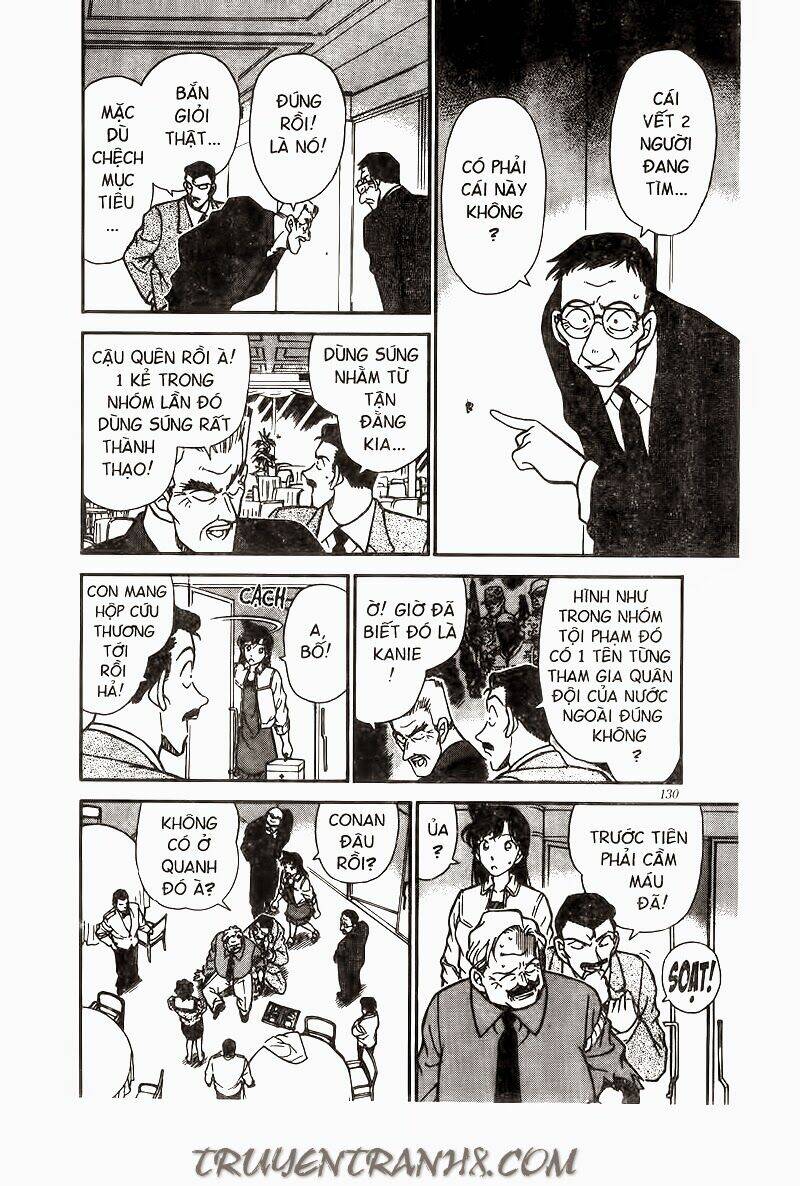 CÁI
VẾT 2
NGƯỜI
ĐANG
TÌM...
CÓ PHẢI
CÁI NÀY
KHÔNG
?
ĐÚNG
RỒI!
LÀ NÓ!
BẮN
GIỎI
THẬT...
MẶC
DÙ
CHỆCH
MỤC
TIÊU
...
DÙNG SÚNG
NHẰM TỪ
TẬN
ĐẰNG
KIA...
CẬU QUÊN RỒI À!
1 KẺ TRONG
NHÓM LẦN ĐÓ
DÙNG SÚNG RẤT
THÀNH
THẠO!
HÌNH NHƯ
TRONG NHÓM
TỘI PHẠM ĐÓ
CÓ 1 TÊN TỪNG
THAM GIA QUÂN
ĐỘI CỦA NƯỚC
NGOÀI ĐÚNG
KHÔNG
?
Ờ! GIỜ ĐÃ
BIẾT ĐÓ LÀ
KANIE
!
CẠCH
A,
BỐ!
CON MANG
HỘP CỨU
THƯƠNG
TỚI
RỒI
HẢ!
130
TRƯỚC TIÊN
PHẢI CẦM
MÁU
ĐÃ!
SOẠT!
ỦA
?
CONAN
ĐÂU
RỒI?
KHÔNG
CÓ Ở
QUANH
ĐÓ À?
TRUYENTRANH8.COM